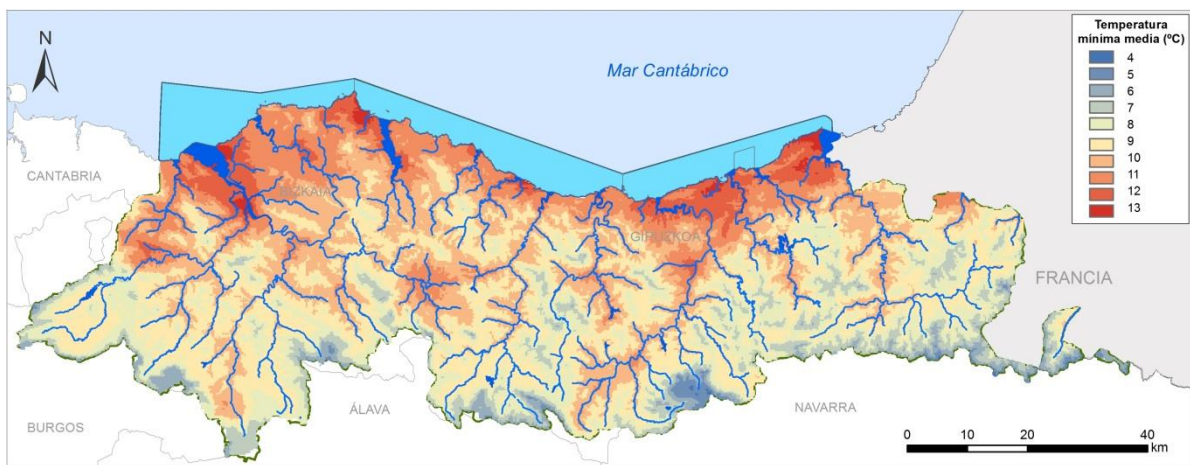 N
Mar Cantábrico
Temperatura
mínima media (ºC)
4
5
6
7
8
9
10
11
12
13
CANTABRIA
BIZKAIA
GIPUZKOA
FRANCIA
NAVARRA
ÁLAVA
BURGOS
0 10 20 40
km